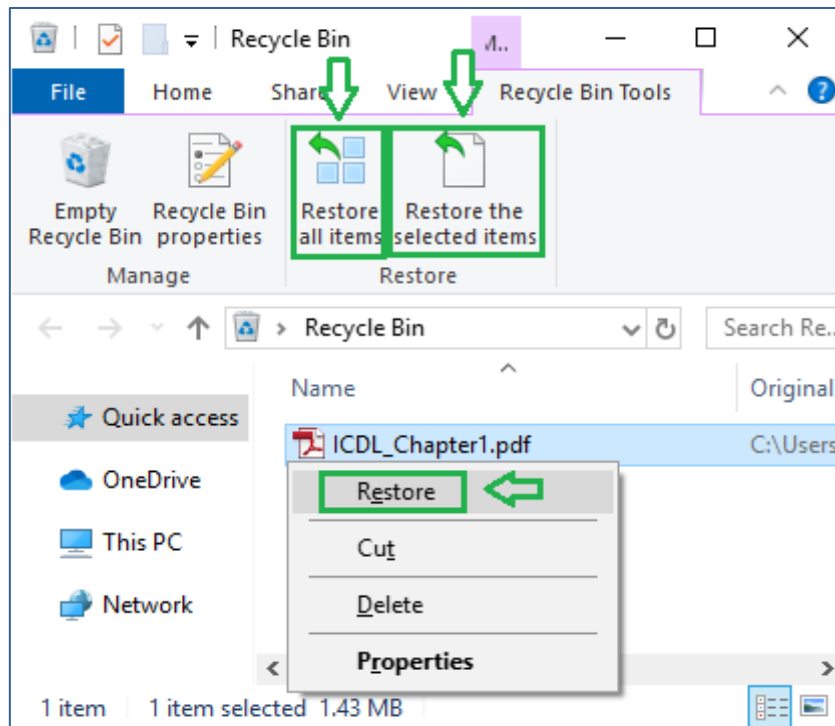 Recycle Bin
File Home Share View Recycle Bin Tools
Empty Recycle Bin
Recycle Bin properties
Restore all items
Restore the selected items
Manage Restore
Recycle Bin Search Re...
Name Original
Quick access
ICDL_Chapter1.pdf C:\Users
OneDrive
Restore
This PC
Cut
Network
Delete
Properties
1 item 1 item selected 1.43 MB